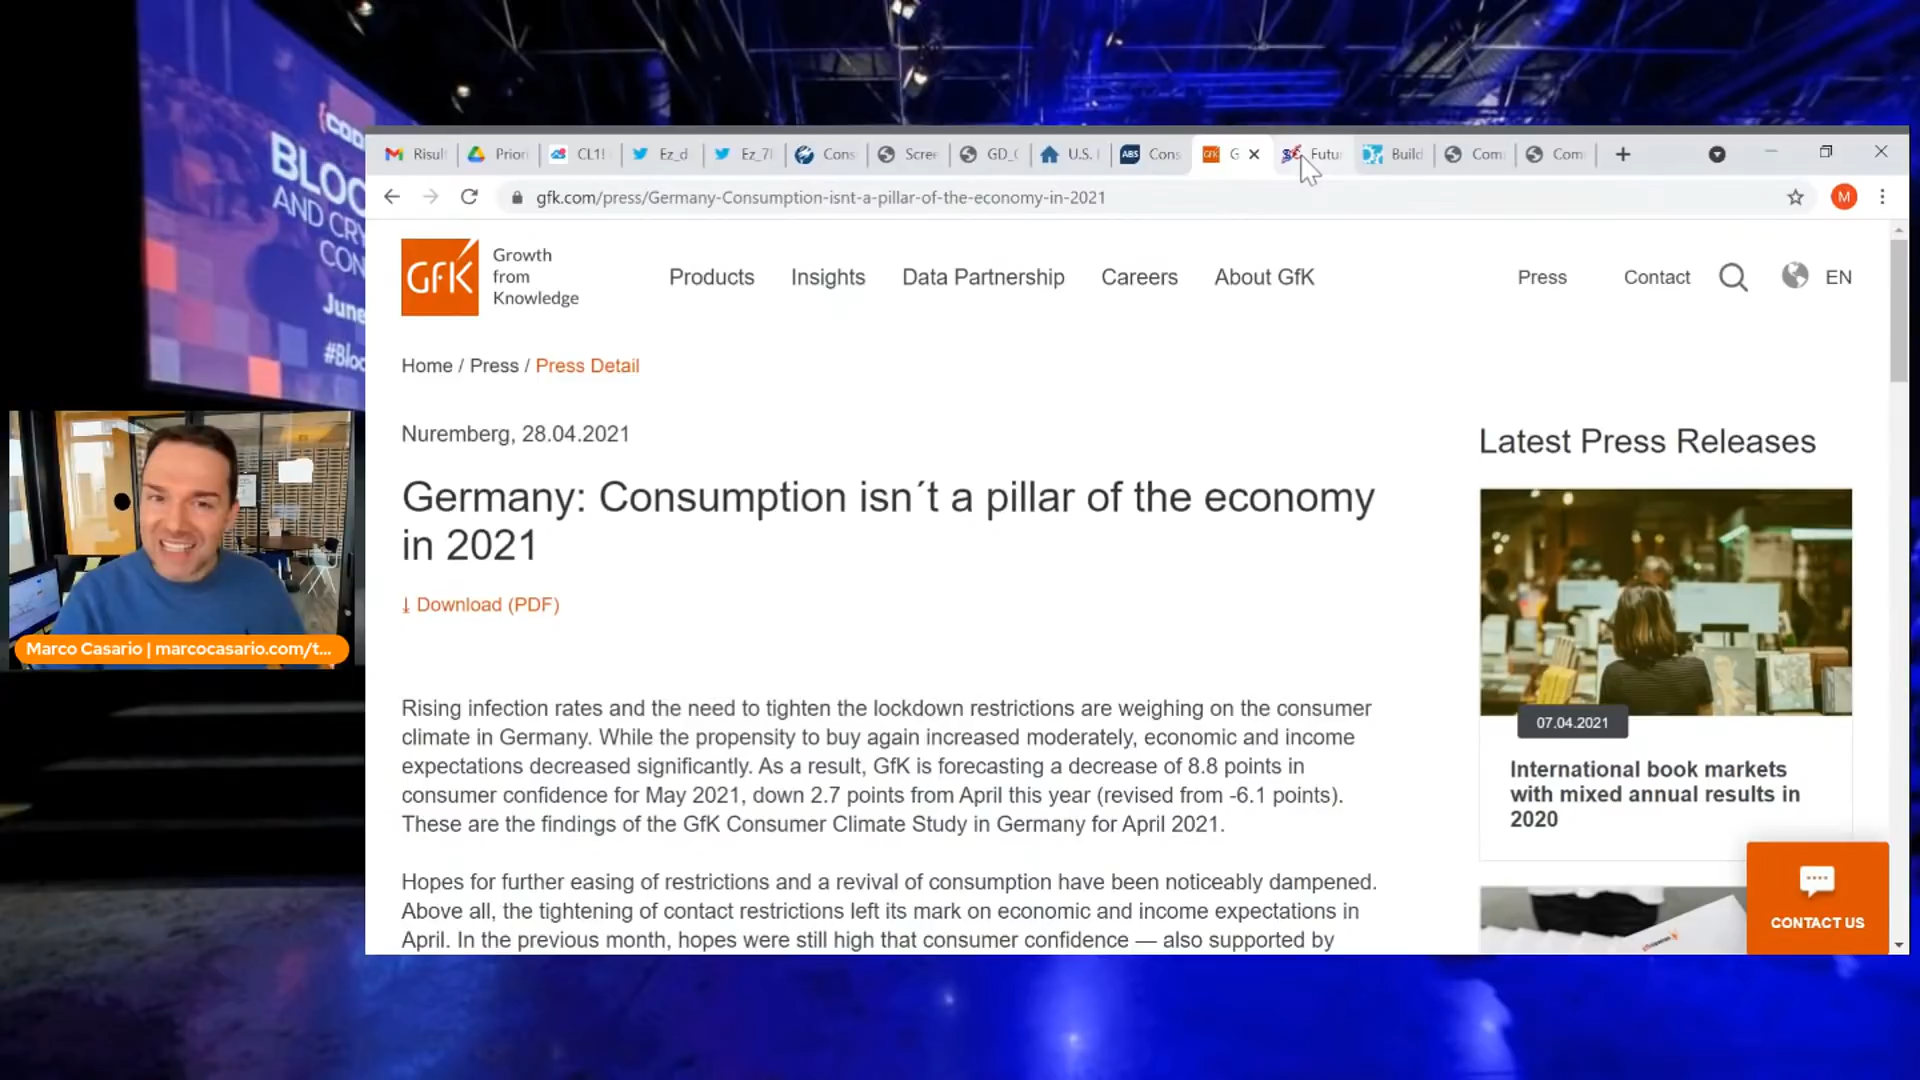 BLOC
AND CRY
CON
June
#Bloc
Risul
Prior
CL1!
Ez_d
Ez_7
Cons
Scree
GD_
U.S.
ABS
Cons
GfK
G
Futu
Build
Com
Com
gfk.com/press/Germany-Consumption-isnt-a-pillar-of-the-economy-in-2021
M
GfK
Growth
from
Knowledge
Products
Insights
Data Partnership
Careers
About GfK
Press
Contact
EN
Home / Press / Press Detail
Nuremberg, 28.04.2021
Germany: Consumption isn´t a pillar of the economy
in 2021
Download (PDF)
Rising infection rates and the need to tighten the lockdown restrictions are weighing on the consumer
climate in Germany. While the propensity to buy again increased moderately, economic and income
expectations decreased significantly. As a result, GfK is forecasting a decrease of 8.8 points in
consumer confidence for May 2021, down 2.7 points from April this year (revised from -6.1 points).
These are the findings of the GfK Consumer Climate Study in Germany for April 2021.
Hopes for further easing of restrictions and a revival of consumption have been noticeably dampened.
Above all, the tightening of contact restrictions left its mark on economic and income expectations in
April. In the previous month, hopes were still high that consumer confidence — also supported by
Latest Press Releases
07.04.2021
International book markets
with mixed annual results in
2020
CONTACT US
Marco Casario | marcocasario.com/t...